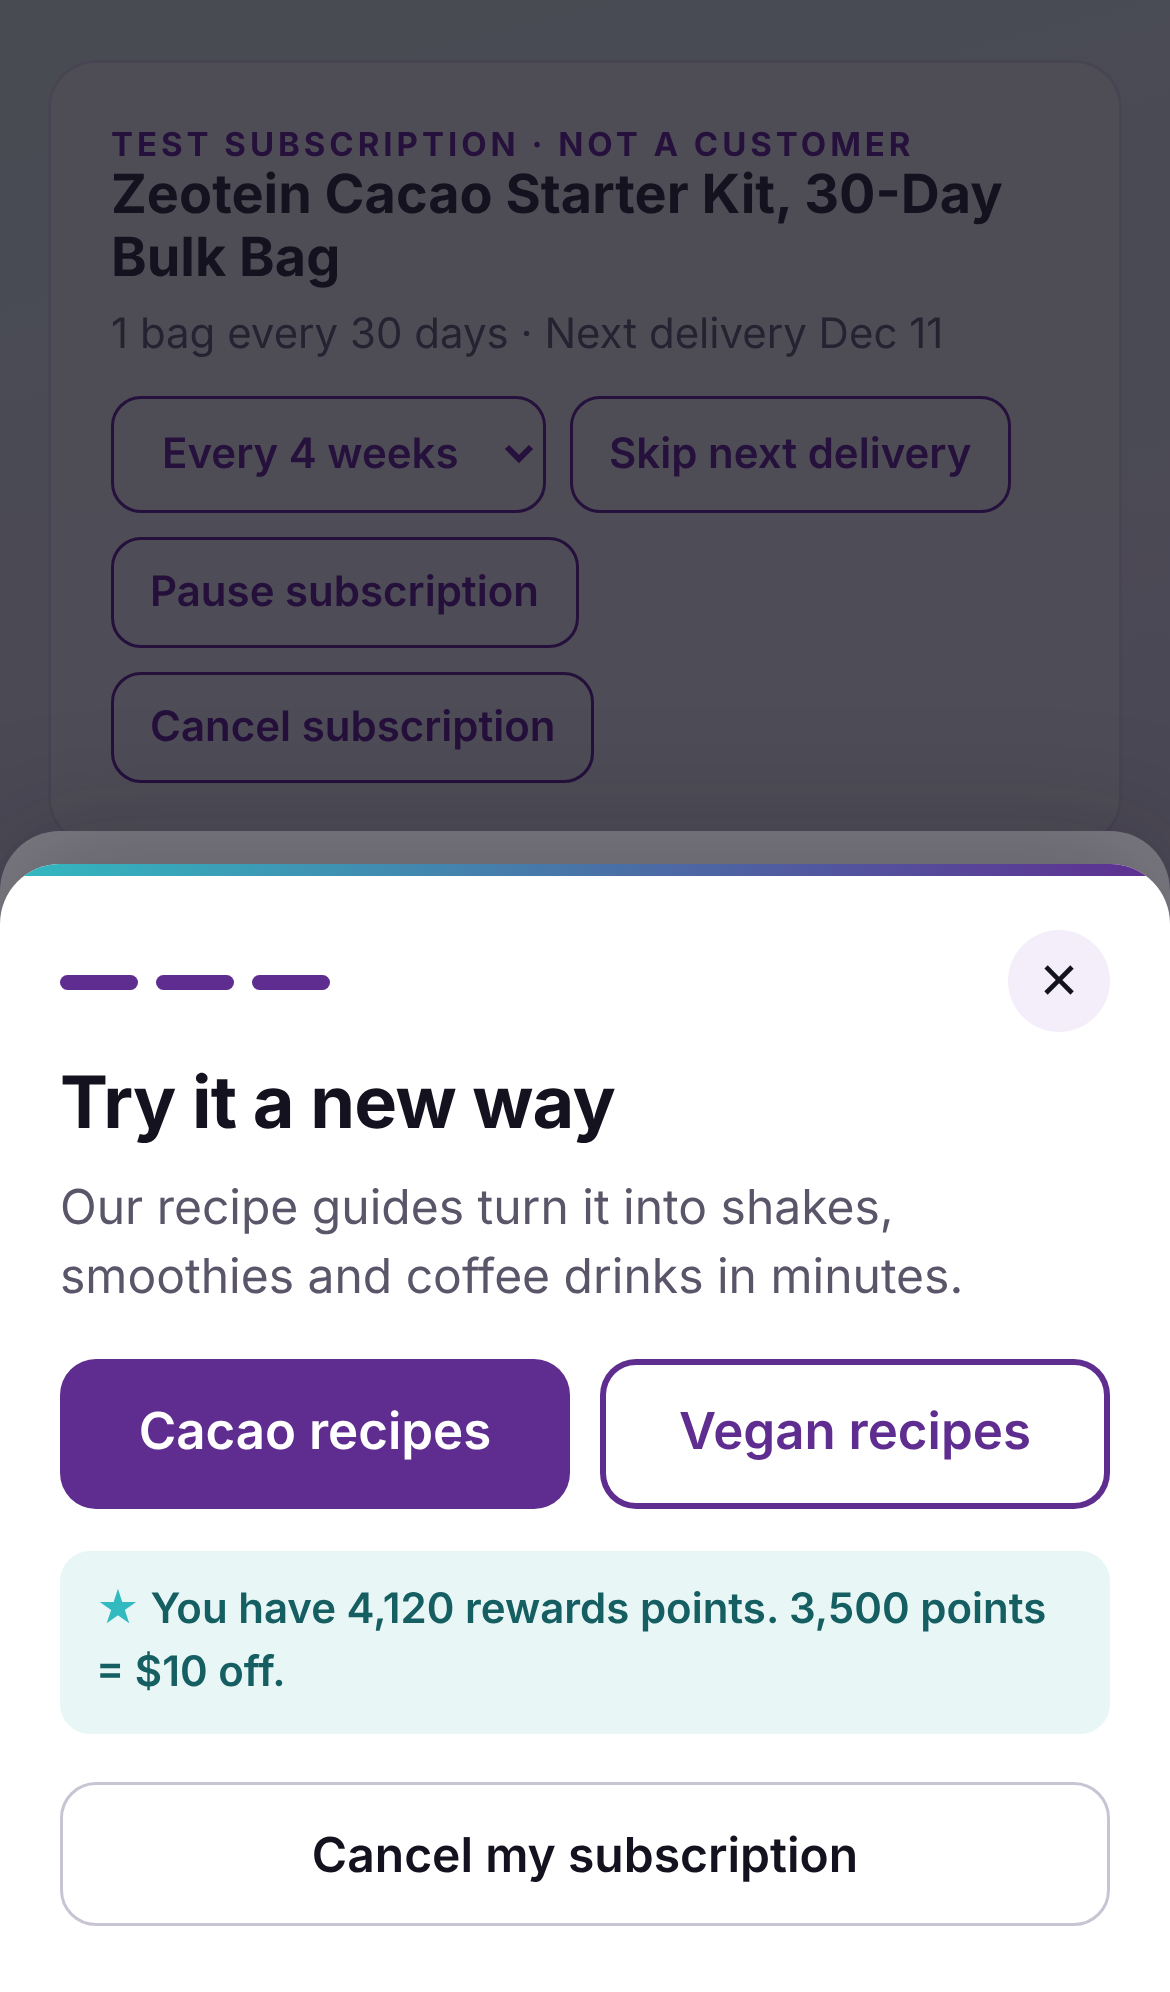 TEST SUBSCRIPTION · NOT A CUSTOMER
Zeotein Cacao Starter Kit, 30-Day
Bulk Bag
1 bag every 30 days · Next delivery Dec 11
Every 4 weeks
Skip next delivery
Pause subscription
Cancel subscription
Try it a new way
Our recipe guides turn it into shakes,
smoothies and coffee drinks in minutes.
Cacao recipes
Vegan recipes
★ You have 4,120 rewards points. 3,500 points
= $10 off.
Cancel my subscription